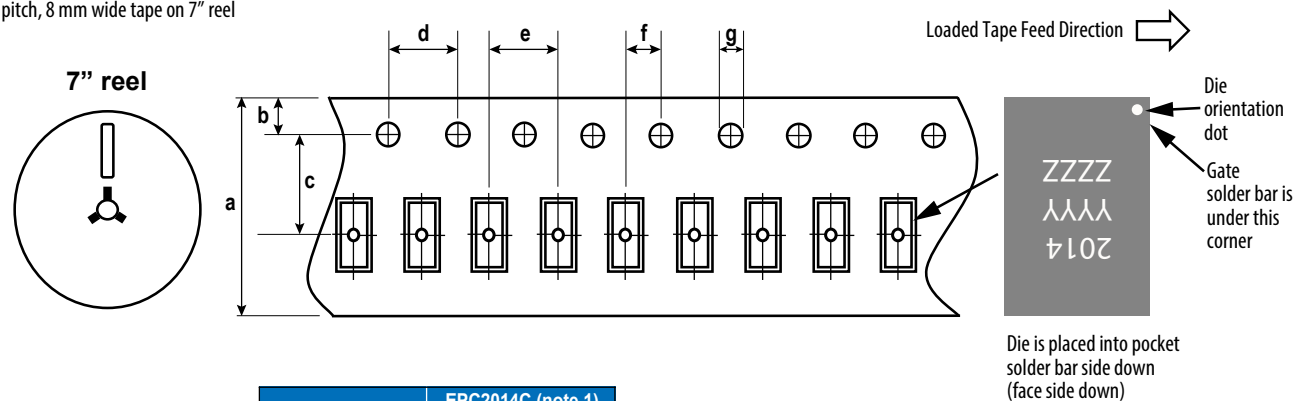 pitch, 8 mm wide tape on 7” reel
7” reel
a
b
c
d
e
f
g
Loaded Tape Feed Direction
Die
orientation
dot
Gate
solder bar is
under this
corner
2014
YYYY
ZZZZ
Die is placed into pocket
solder bar side down
(face side down)
EPC2014C (note 1)